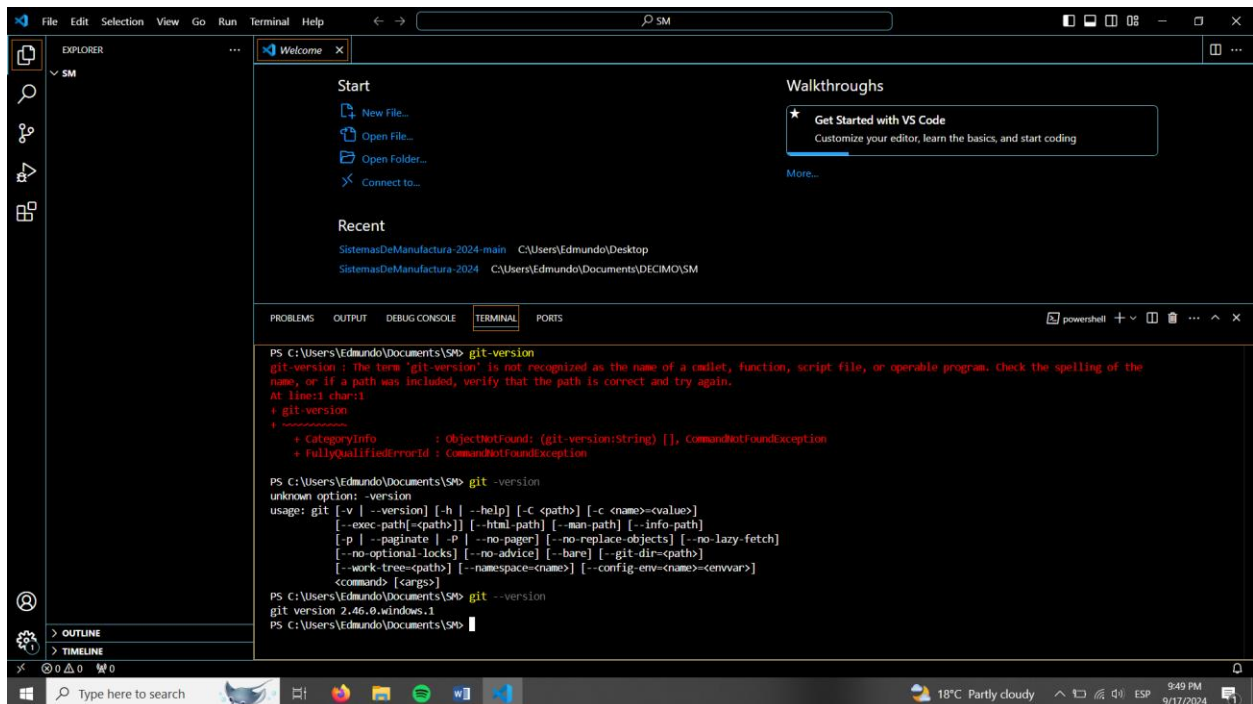 File Edit Selection View Go Run Terminal Help
SM
EXPLORER
Welcome
SM
Start
New File...
Open File...
Open Folder...
Connect to...
Walkthroughs
Get Started with VS Code
Customize your editor, learn the basics, and start coding
More...
Recent
SistemasDeManufactura-2024-main C:\Users\Edmundo\Desktop
SistemasDeManufactura-2024 C:\Users\Edmundo\Documents\DECIMO\SM
PROBLEMS OUTPUT DEBUG CONSOLE TERMINAL PORTS
powershell
PS C:\Users\Edmundo\Documents\SM> git-version
git-version : The term 'git-version' is not recognized as the name of a cmdlet, function, script file, or operable program. Check the spelling of the
name, or if a path was included, verify that the path is correct and try again.
At line:1 char:1
+ git-version
+ ~~~~~~~~~~~
+ CategoryInfo : ObjectNotFound: (git-version:String) [], CommandNotFoundException
+ FullyQualifiedErrorId : CommandNotFoundException
PS C:\Users\Edmundo\Documents\SM> git -version
unknown option: -version
usage: git [-v | --version] [-h | --help] [-C <path>] [-c <name>=<value>]
[--exec-path[=<path>]] [--html-path] [--man-path] [--info-path]
[-p | --paginate | -P | --no-pager] [--no-replace-objects] [--no-lazy-fetch]
[--no-optional-locks] [--no-advice] [--bare] [--git-dir=<path>]
[--work-tree=<path>] [--namespace=<name>] [--config-env=<name>=<envvar>]
<command> [<args>]
PS C:\Users\Edmundo\Documents\SM> git --version
git version 2.46.0.windows.1
PS C:\Users\Edmundo\Documents\SM>
OUTLINE
TIMELINE
1
0 0 0
Type here to search
18°C Partly cloudy
ESP
9:49 PM
9/17/2024